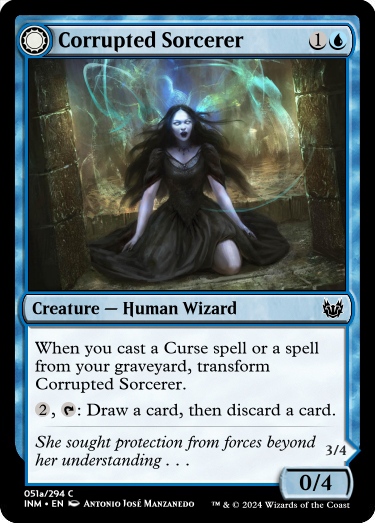 Corrupted Sorcerer 1
Creature — Human Wizard
When you cast a Curse spell or a spell
from your graveyard, transform
Corrupted Sorcerer.
2, : Draw a card, then discard a card.
She sought protection from forces beyond
her understanding . . .
3/4
0/4
051a/294 C
INM • EN Antonio José Manzanedo
™ & © 2024 Wizards of the Coast